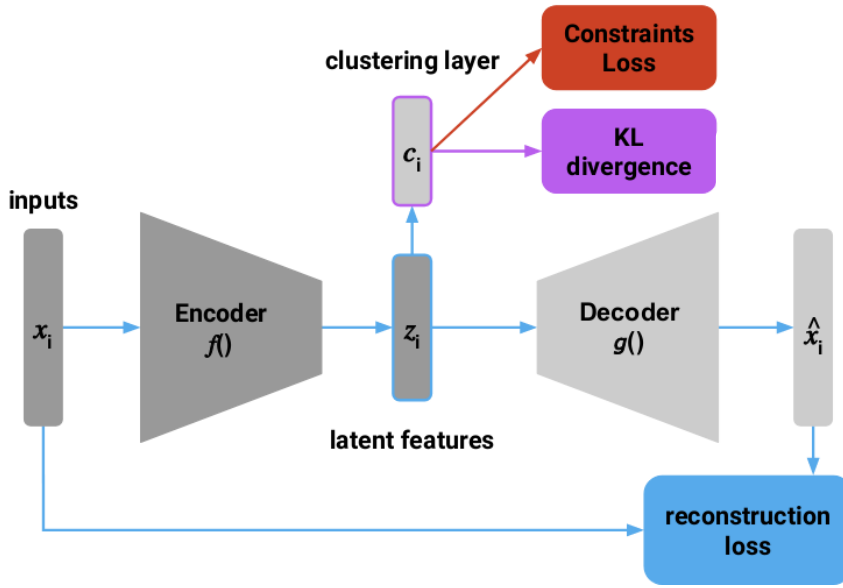 Constraints
Loss
clustering layer
c_i
KL
divergence
inputs
x_i
Encoder
f()
z_i
Decoder
g()
x̂_i
latent features
reconstruction
loss